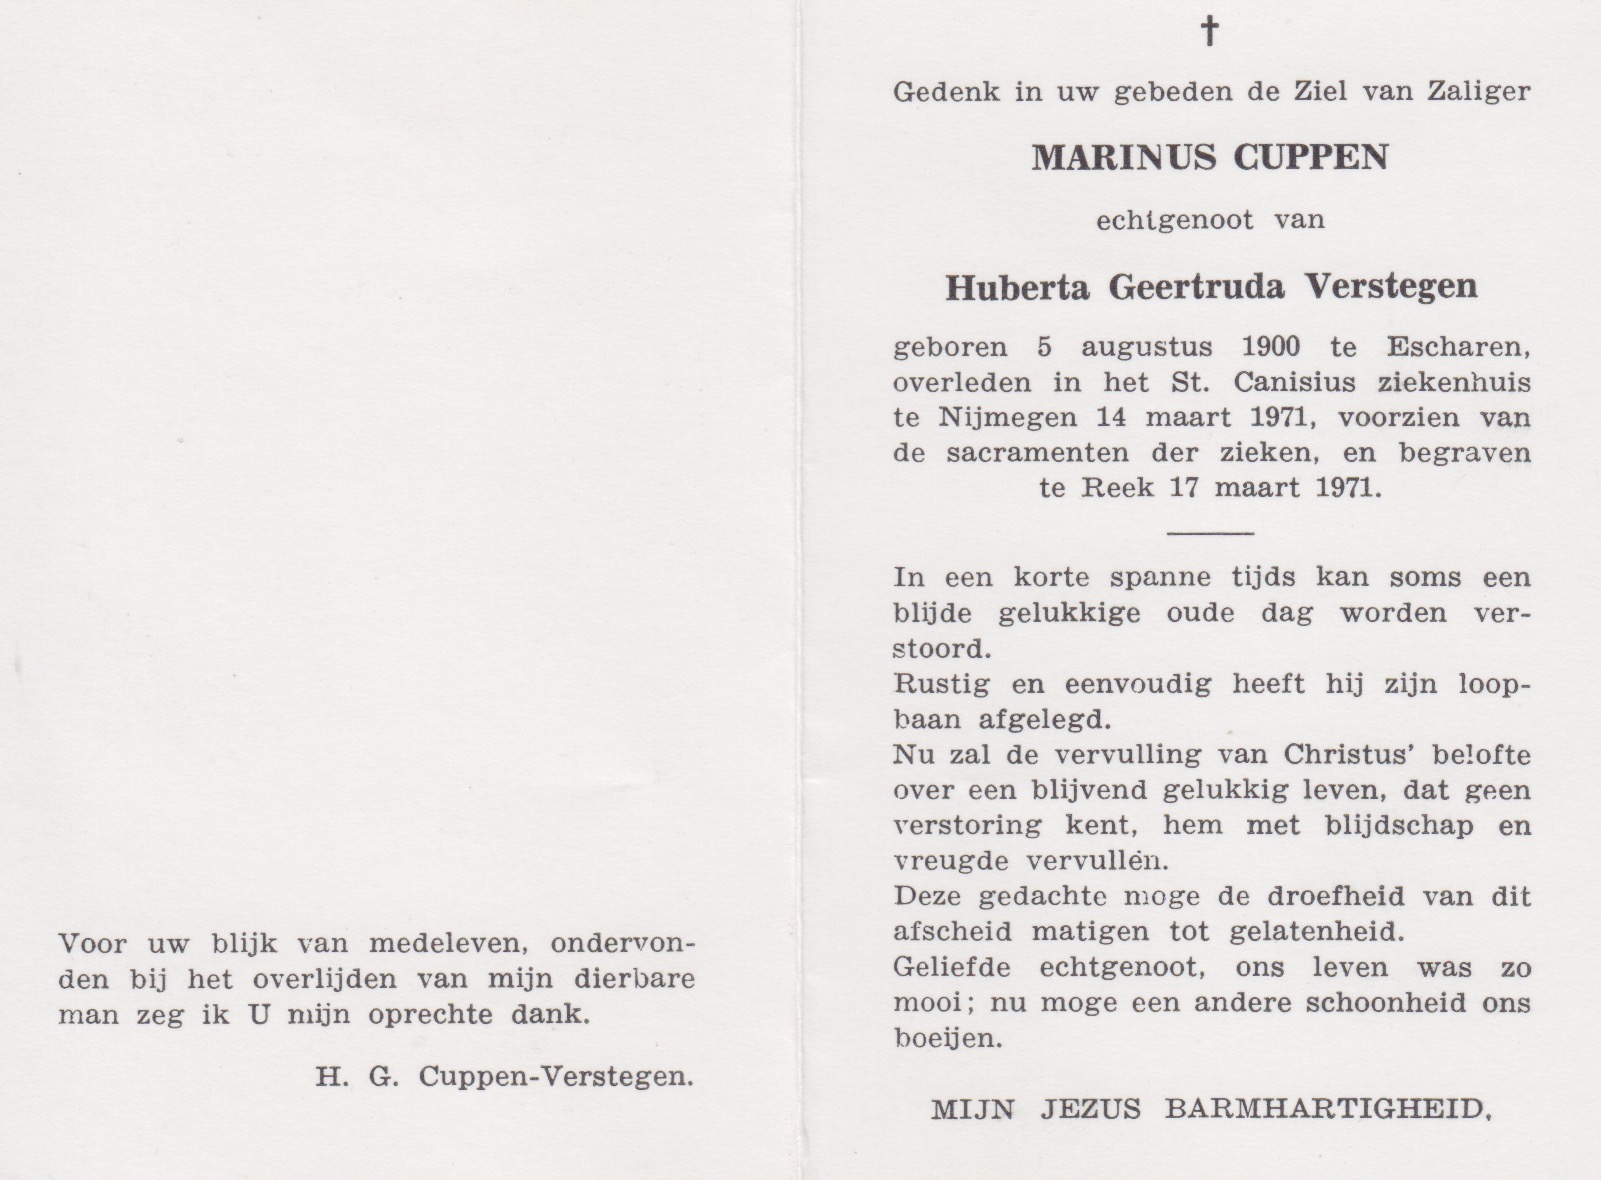 Voor uw blijk van medeleven, ondervon-
den bij het overlijden van mijn dierbare
man zeg ik U mijn oprechte dank.
H. G. Cuppen-Verstegen.
†
Gedenk in uw gebeden de Ziel van Zaliger
MARINUS CUPPEN
echtgenoot van
Huberta Geertruda Verstegen
geboren 5 augustus 1900 te Escharen,
overleden in het St. Canisius ziekenhuis
te Nijmegen 14 maart 1971, voorzien van
de sacramenten der zieken, en begraven
te Reek 17 maart 1971.
In een korte spanne tijds kan soms een
blijde gelukkige oude dag worden ver-
stoord.
Rustig en eenvoudig heeft hij zijn loop-
baan afgelegd.
Nu zal de vervulling van Christus' belofte
over een blijvend gelukkig leven, dat geen
verstoring kent, hem met blijdschap en
vreugde vervullen.
Deze gedachte moge de droefheid van dit
afscheid matigen tot gelatenheid.
Geliefde echtgenoot, ons leven was zo
mooi; nu moge een andere schoonheid ons
boeijen.
MIJN JEZUS BARMHARTIGHEID.